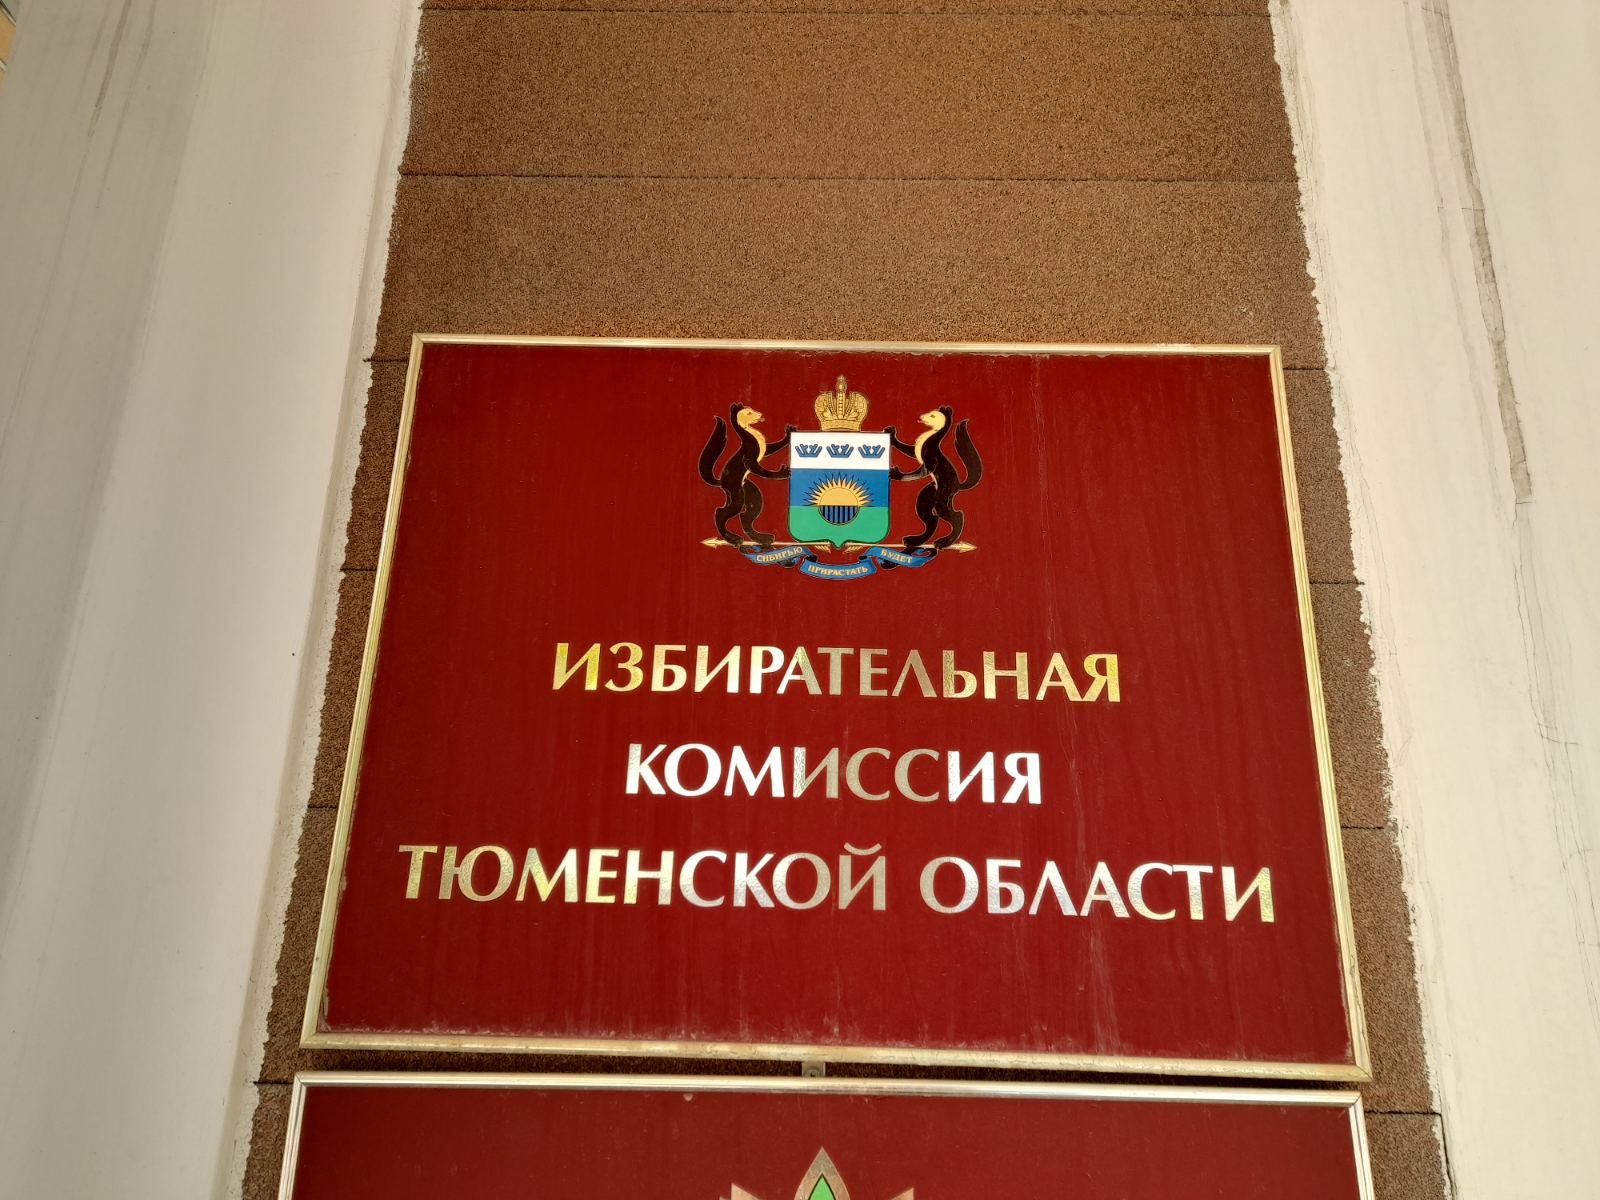 СИБИРЬЮ
ПРИРАСТАТЬ
БУДЕТ
ИЗБИРАТЕЛЬНАЯ
КОМИССИЯ
ТЮМЕНСКОЙ ОБЛАСТИ